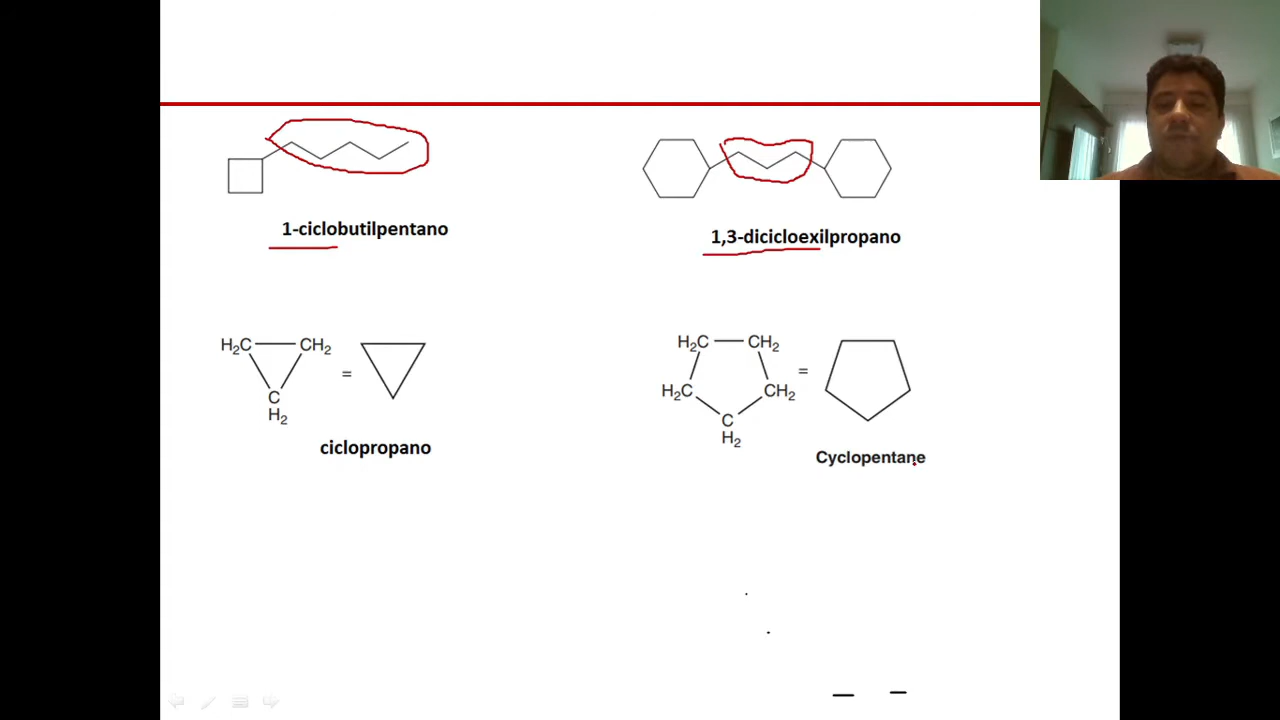 1-ciclobutilpentano
1,3-dicicloexilpropano
H₂C CH₂
=
C
H₂
ciclopropano
H₂C CH₂
H₂C CH₂
=
C
H₂
Cyclopentane